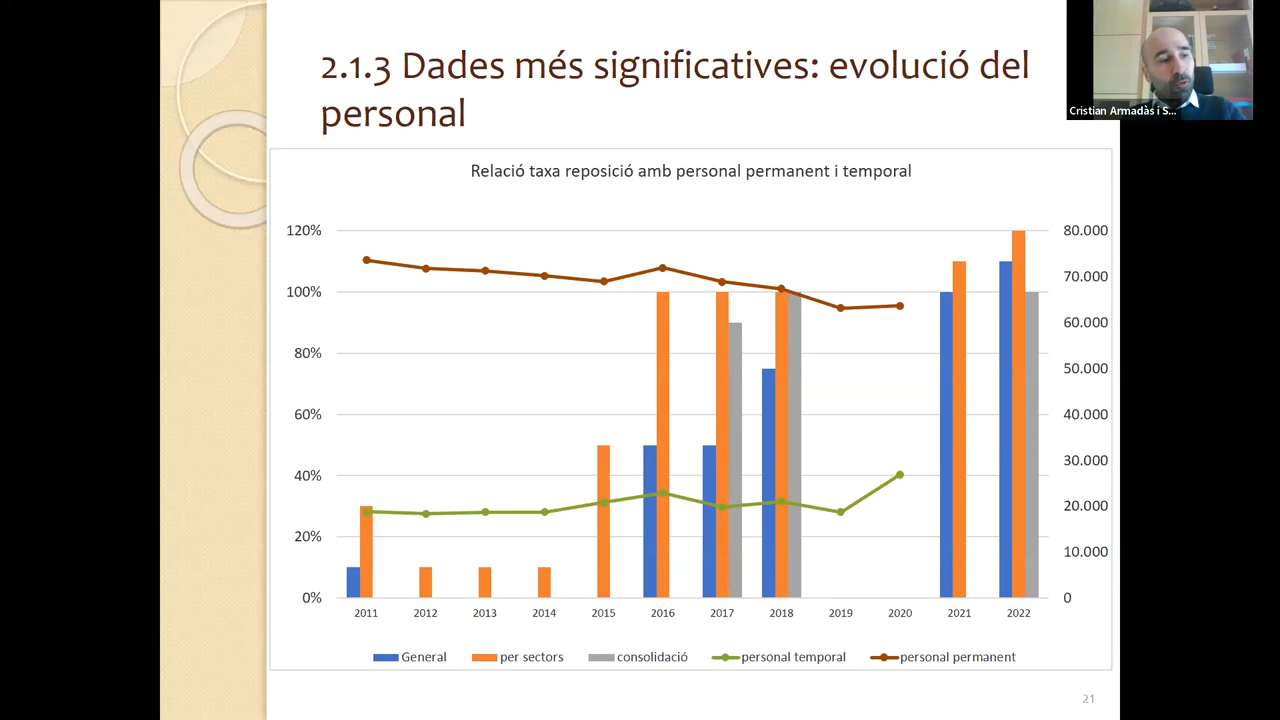 2.1.3 Dades més significatives: evolució del
personal
Cristian Armadàs i S...
Relació taxa reposició amb personal permanent i temporal
120%
100%
80%
60%
40%
20%
0%
80.000
70.000
60.000
50.000
40.000
30.000
20.000
10.000
0
2011 2012 2013 2014 2015 2016 2017 2018 2019 2020 2021 2022
General per sectors consolidació personal temporal personal permanent
21